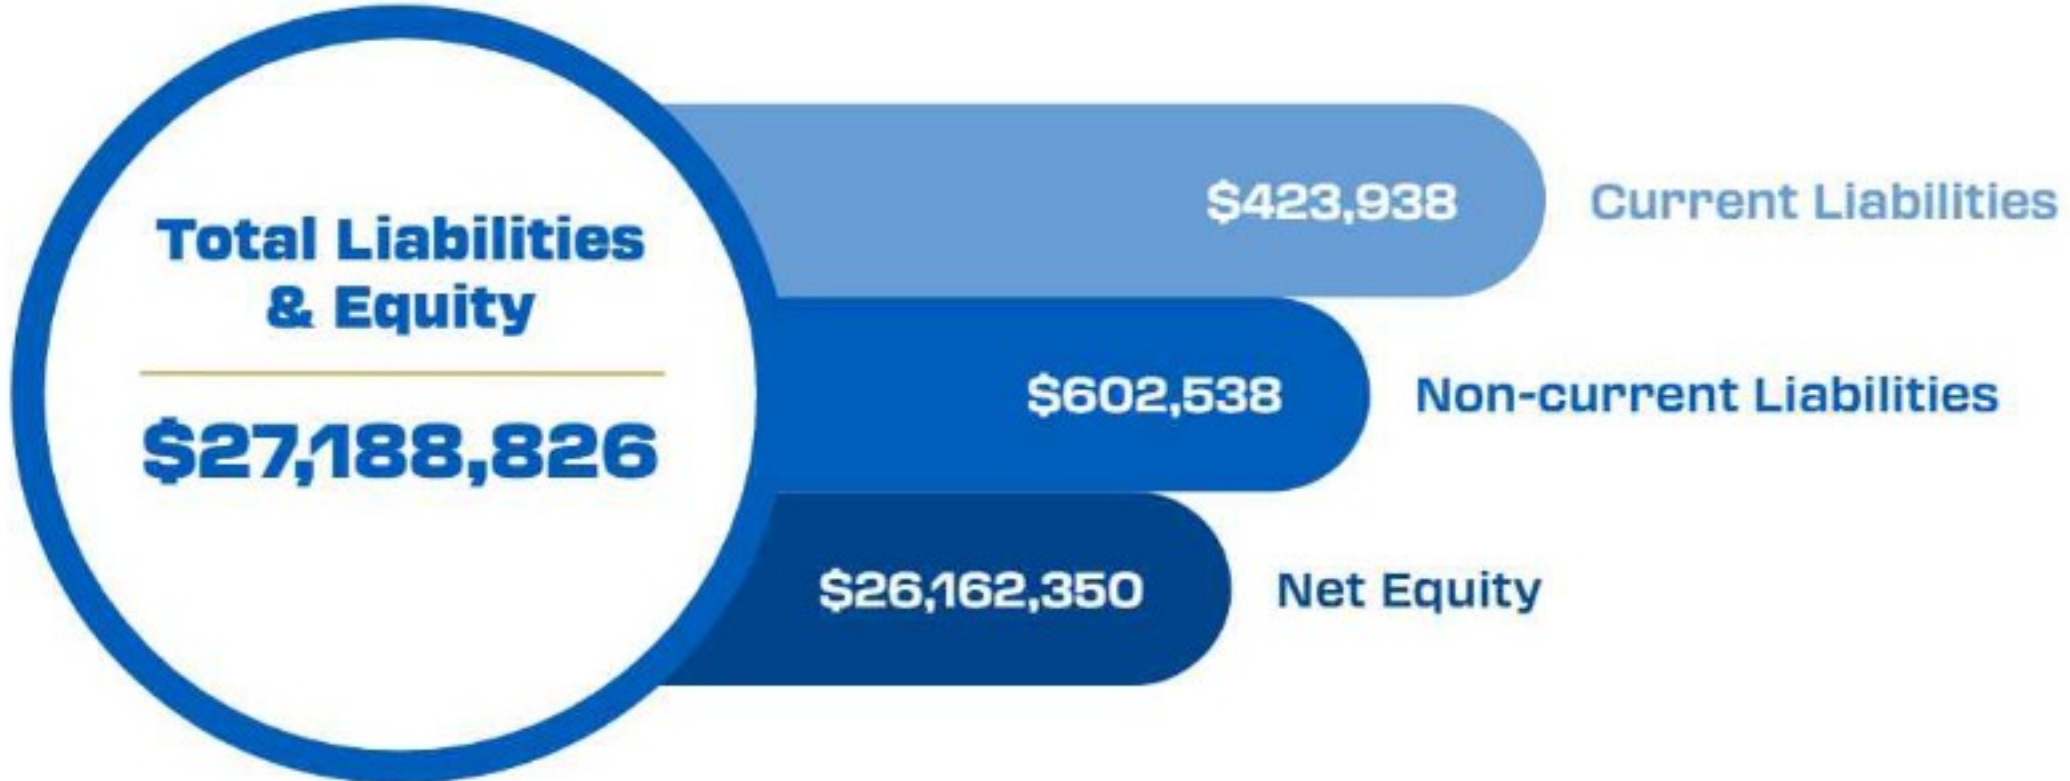 Total Liabilities
& Equity
$27,188,826
$423,938 Current Liabilities
$602,538 Non-current Liabilities
$26,162,350 Net Equity